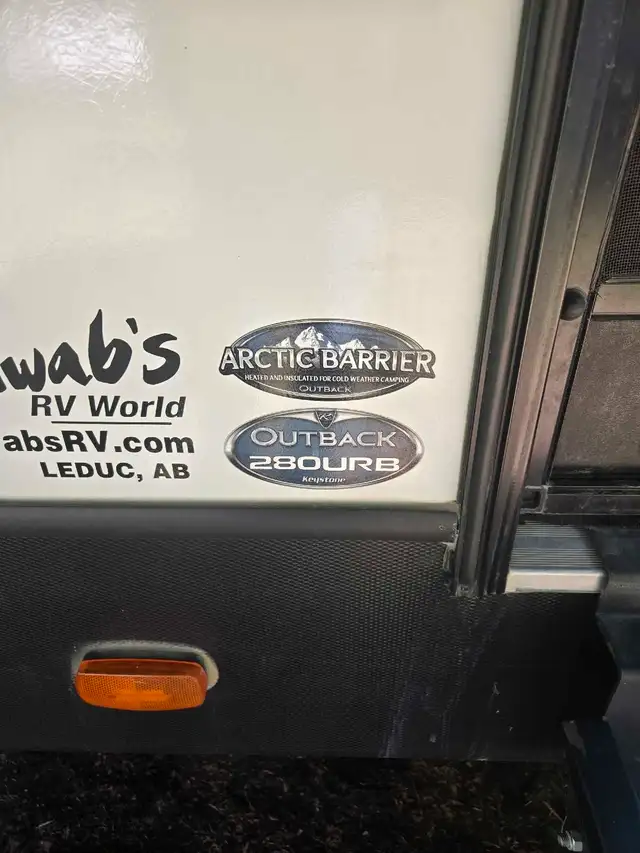 wab's
RV World
absRV.com
LEDUC, AB
ARCTIC BARRIER
HEATED AND INSULATED FOR COLD WEATHER CAMPING
OUTBACK
OUTBACK
280URB
Keystone